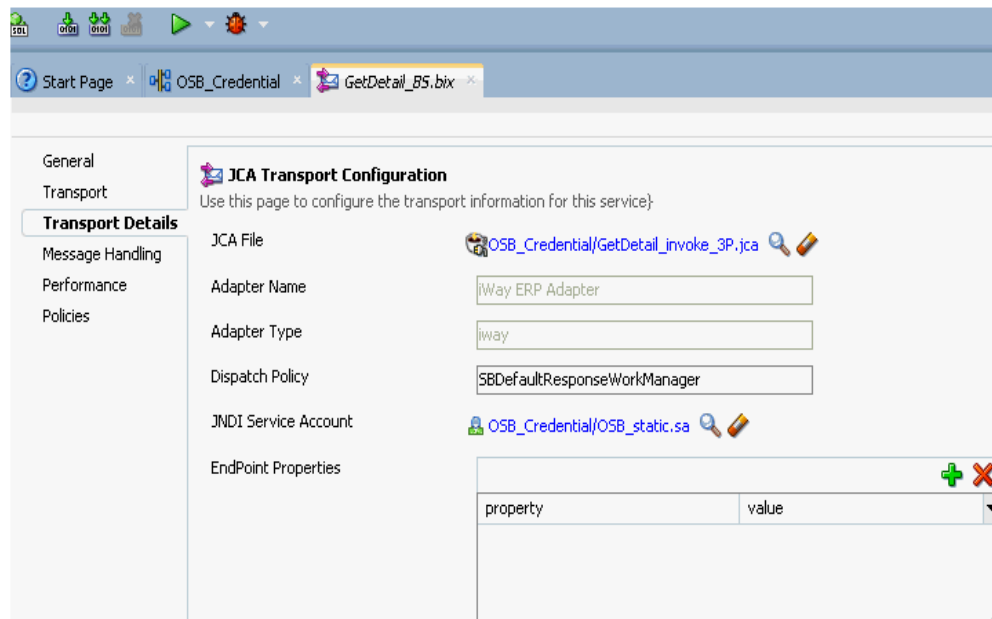 Start Page
OSB_Credential
GetDetail_BS.bix
General
Transport
Transport Details
Message Handling
Performance
Policies
JCA Transport Configuration
Use this page to configure the transport information for this service}
JCA File
OSB_Credential/GetDetail_invoke_3P.jca
Adapter Name
iWay ERP Adapter
Adapter Type
iway
Dispatch Policy
SBDefaultResponseWorkManager
JNDI Service Account
OSB_Credential/OSB_static.sa
EndPoint Properties
property value